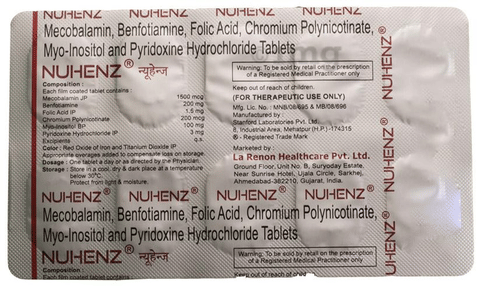 NUHENZ® NUHENZ® NUHENZ® NUHENZ®
Mecobalamin, Benfotiamine, Folic Acid, Chromium Polynicotinate,
Myo-Inositol and Pyridoxine Hydrochloride Tablets
NUHENZ® न्यूहेन्ज़
Composition :
Each film coated tablet contains :
Mecobalamin JP 1500 mcg
Benfotiamine 200 mg
Folic Acid IP 1.5 mg
Chromium Polynicotinate 200 mcg
Myo-Inositol BP 100 mg
Pyridoxine Hydrochloride IP 3 mg
Excipients q.s.
Color : Red Oxide of Iron and Titanium Dioxide IP
Appropriate overages added to compensate loss on storage.
Dosage : One tablet a day or as directed by the Physician.
Storage : Store in a cool, dry & dark place at a temperature
below 30°C.
Protect from light & moisture.
Warning: To be sold by retail on the prescription
of a Registered Medical Practitioner only
Keep out of reach of children.
(FOR THERAPEUTIC USE ONLY)
Mfg. Lic. No. : MNB/08/695 & MB/08/696
Manufactured by :
Stanford Laboratories Pvt. Ltd.
8, Industrial Area, Mehatpur (H.P.) -174315
® - Registered Trade Mark
Marketed by :
La Renon Healthcare Pvt. Ltd.
Ground Floor, Unit No. B, Suryoday Estate,
Near Sunrise Hotel, Ujala Circle, Sarkhej,
Ahmedabad-382210, Gujarat, India.
NUHENZ® NUHENZ® NUHENZ® NUHENZ®
Mecobalamin, Benfotiamine, Folic Acid, Chromium Polynicotinate,
Myo-Inositol and Pyridoxine Hydrochloride Tablets
NUHENZ® न्यूहेन्ज़
Composition :
Each film coated tablet contains :
Warning: To be sold by retail on the prescription
of a Registered Medical Practitioner only
Keep out of reach of children.